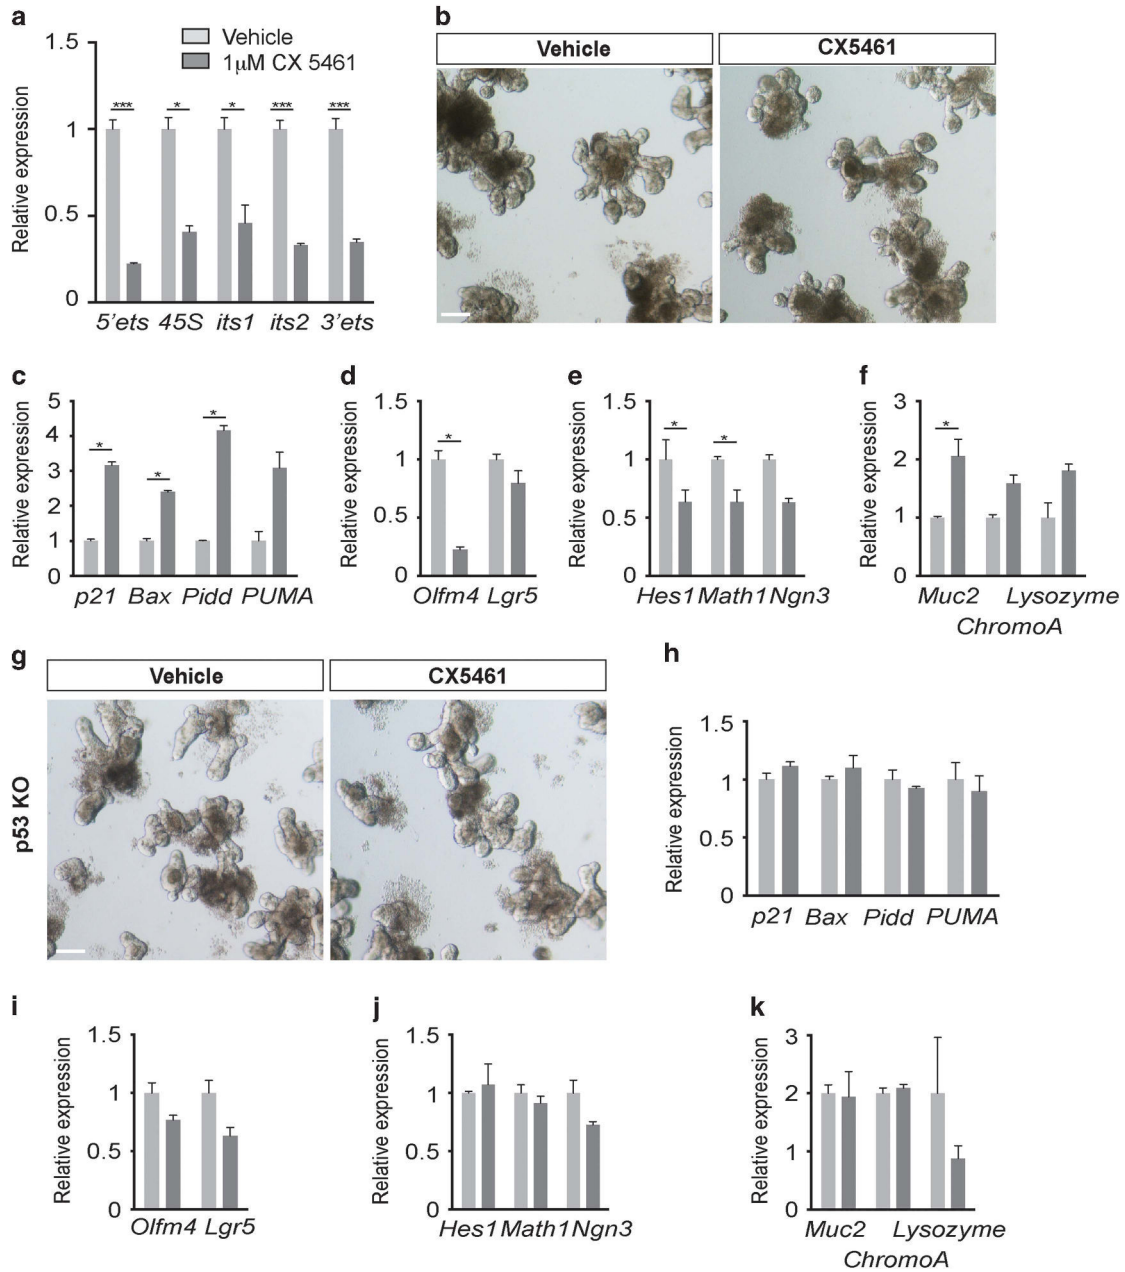 a
1.5
1
0.5
0
Relative expression
Vehicle
1µM CX 5461
*** * * *** ***
5'ets 45S its1 its2 3'ets
b
Vehicle CX5461
c
5
4
3
2
1
0
Relative expression
* * *
p21 Bax Pidd PUMA
d
1.5
1
0.5
0
Relative expression
*
Olfm4 Lgr5
e
1.5
1
0.5
0
Relative expression
* *
Hes1 Math1 Ngn3
f
3
2
1
0
Relative expression
*
Muc2 Lysozyme
ChromoA
g
Vehicle CX5461
p53 KO
h
1.5
1
0.5
0
Relative expression
p21 Bax Pidd PUMA
i
1.5
1
0.5
0
Relative expression
Olfm4 Lgr5
j
1.5
1
0.5
0
Relative expression
Hes1 Math1 Ngn3
k
3
2
1
0
Relative expression
Muc2 Lysozyme
ChromoA